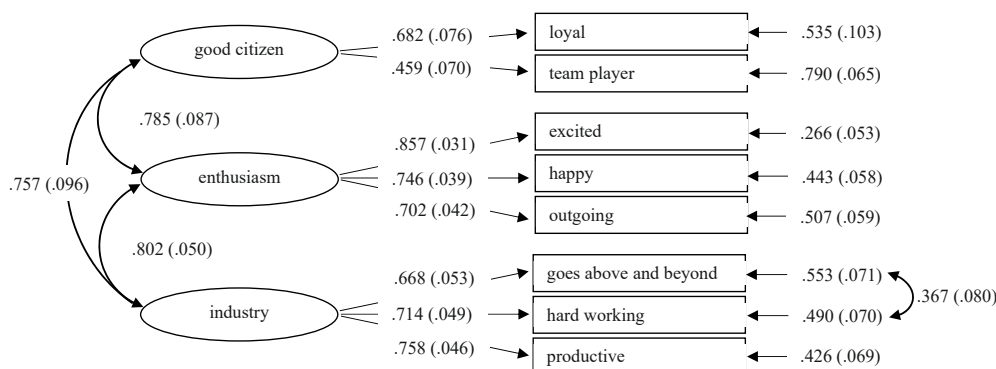 good citizen
.682 (.076)
loyal
.535 (.103)
.459 (.070)
team player
.790 (.065)
.785 (.087)
.857 (.031)
excited
.266 (.053)
.757 (.096)
enthusiasm
.746 (.039)
happy
.443 (.058)
.702 (.042)
outgoing
.507 (.059)
.802 (.050)
.668 (.053)
goes above and beyond
.553 (.071)
.367 (.080)
industry
.714 (.049)
hard working
.490 (.070)
.758 (.046)
productive
.426 (.069)